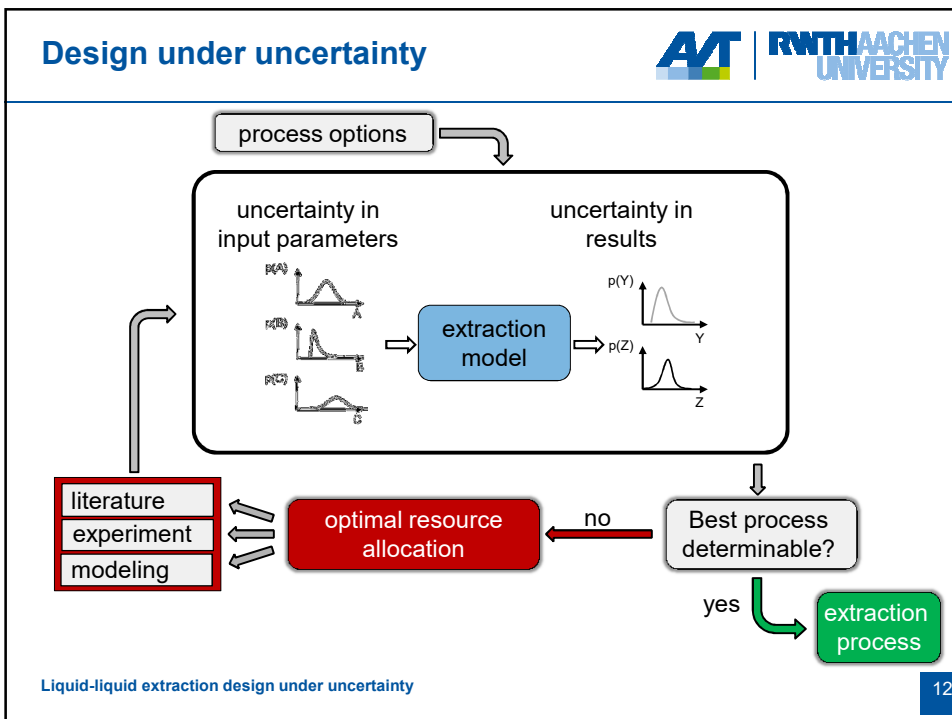 Design under uncertainty
AVT
RWTH AACHEN
UNIVERSITY
process options
uncertainty in
input parameters
uncertainty in
results
p(A)
A
p(B)
B
p(C)
C
extraction
model
p(Y)
Y
p(Z)
Z
literature
experiment
modeling
optimal resource
allocation
no
Best process
determinable?
yes
extraction
process
Liquid-liquid extraction design under uncertainty
12